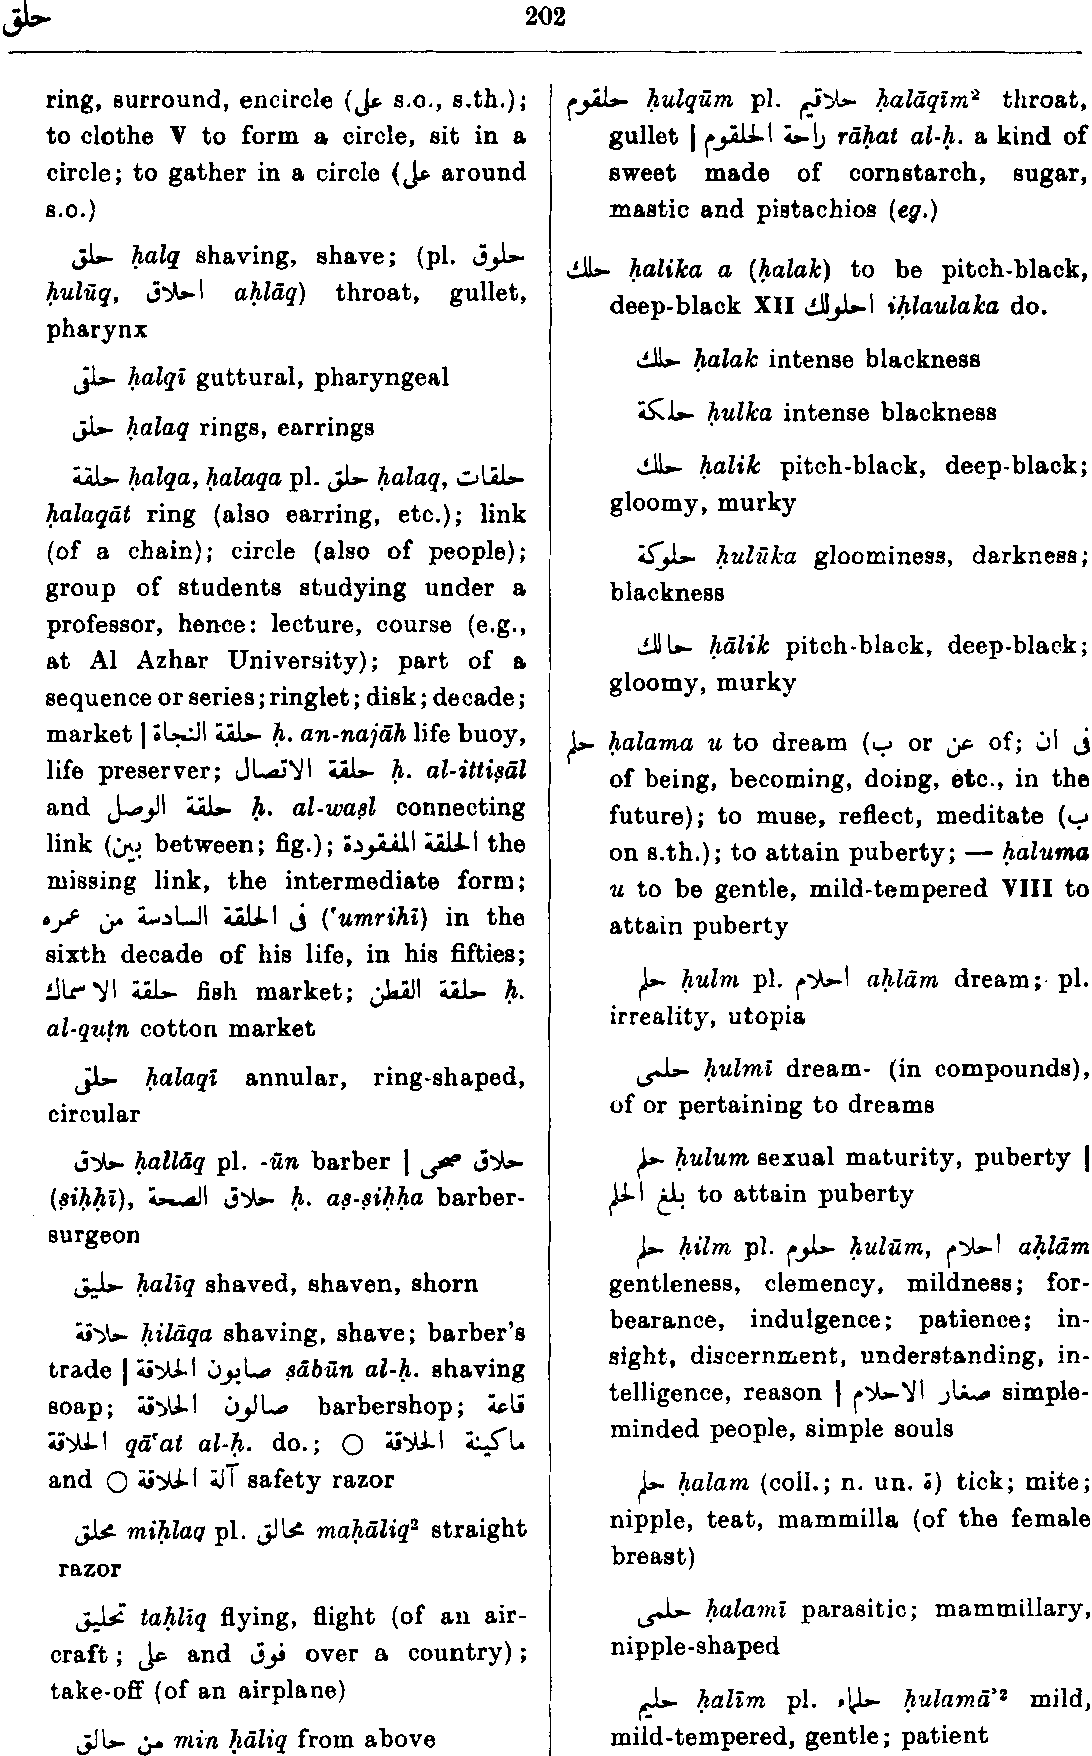 حلق
202
ring, surround, encircle (على s.o., s.th.);
to clothe V to form a circle, sit in a
circle; to gather in a circle (على around
s.o.)
حلق ḥalq shaving, shave; (pl. حلوق
ḥulūq, احلاق aḥlāq) throat, gullet,
pharynx
حلقى ḥalqī guttural, pharyngeal
حلق ḥalaq rings, earrings
حلقة ḥalqa, ḥalaqa pl. حلق ḥalaq, حلقات
ḥalaqāt ring (also earring, etc.); link
(of a chain); circle (also of people);
group of students studying under a
professor, hence: lecture, course (e.g.,
at Al Azhar University); part of a
sequence or series; ringlet; disk; decade;
market | حلقة النجاة ḥ. an-najāh life buoy,
life preserver; حلقة الاتصال ḥ. al-ittiṣāl
and حلقة الوصل ḥ. al-waṣl connecting
link (بين between; fig.); الحلقة المفقودة the
missing link, the intermediate form;
فى الحلقة السادسة من عمره (‘umrihī) in the
sixth decade of his life, in his fifties;
حلقة الاسماك fish market; حلقة القطن ḥ.
al-quṭn cotton market
حلقى ḥalaqī annular, ring-shaped,
circular
حلاق ḥallāq pl. -ūn barber | حلاق صحى
(ṣiḥḥī), حلاق الصحة ḥ. aṣ-ṣiḥḥa barber-
surgeon
حليق ḥalīq shaved, shaven, shorn
حلاقة ḥilāqa shaving, shave; barber's
trade | صابون الحلاقة ṣābūn al-ḥ. shaving
soap; صالون الحلاقة barbershop; قاعة
الحلاقة qā‘at al-ḥ. do.; ○ ماكينة الحلاقة
and ○ آلة الحلاقة safety razor
محلق miḥlaq pl. محالق maḥāliq² straight
razor
تحليق taḥlīq flying, flight (of an air-
craft; على and فوق over a country);
take-off (of an airplane)
من حالق min ḥāliq from above
حلقوم ḥulqūm pl. حلاقيم ḥalāqīm² throat,
gullet | راحة الحلقوم rāḥat al-ḥ. a kind of
sweet made of cornstarch, sugar,
mastic and pistachios (eg.)
حلك ḥalika a (ḥalak) to be pitch-black,
deep-black XII احلولك iḥlaulaka do.
حلك ḥalak intense blackness
حلكة ḥulka intense blackness
حلك ḥalik pitch-black, deep-black;
gloomy, murky
حلوكة ḥulūka gloominess, darkness;
blackness
حالك ḥālik pitch-black, deep-black;
gloomy, murky
حلم ḥalama u to dream (ب or عن of; فى ان
of being, becoming, doing, etc., in the
future); to muse, reflect, meditate (ب
on s.th.); to attain puberty; — ḥaluma
u to be gentle, mild-tempered VIII to
attain puberty
حلم ḥulm pl. احلام aḥlām dream; pl.
irreality, utopia
حلمى ḥulmī dream- (in compounds),
of or pertaining to dreams
حلم ḥulum sexual maturity, puberty |
بلغ الحلم to attain puberty
حلم ḥilm pl. حلوم ḥulūm, احلام aḥlām
gentleness, clemency, mildness; for-
bearance, indulgence; patience; in-
sight, discernment, understanding, in-
telligence, reason | صغار الاحلام simple-
minded people, simple souls
حلم ḥalam (coll.; n. un. ة) tick; mite;
nipple, teat, mammilla (of the female
breast)
حلمى ḥalamī parasitic; mammillary,
nipple-shaped
حليم ḥalīm pl. حلماء ḥulamā’² mild,
mild-tempered, gentle; patient